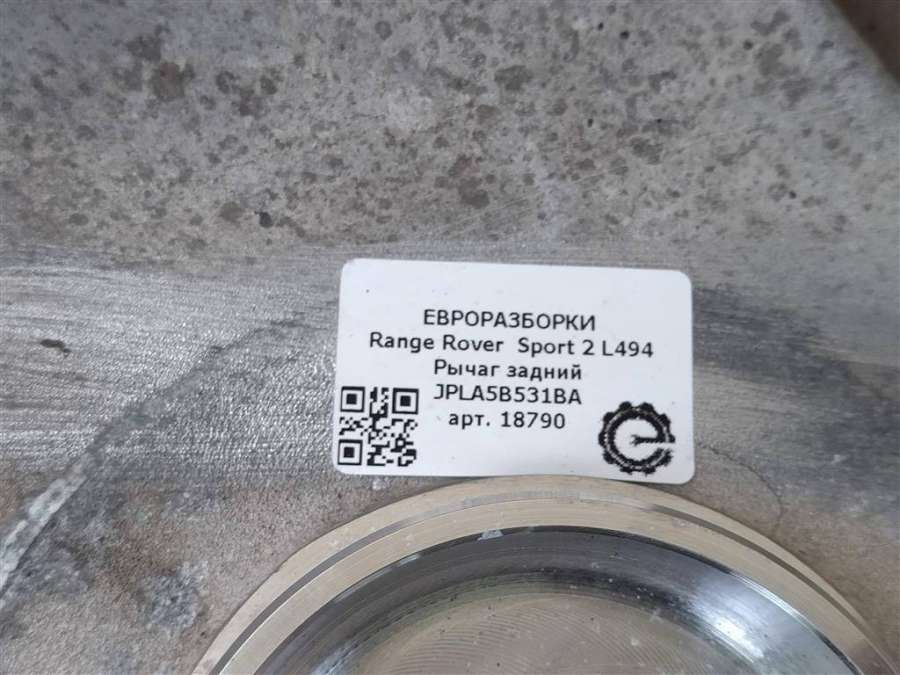 ЕВРОРАЗБОРКИ
Range Rover Sport 2 L494
Рычаг задний
JPLA5B531BA
арт. 18790